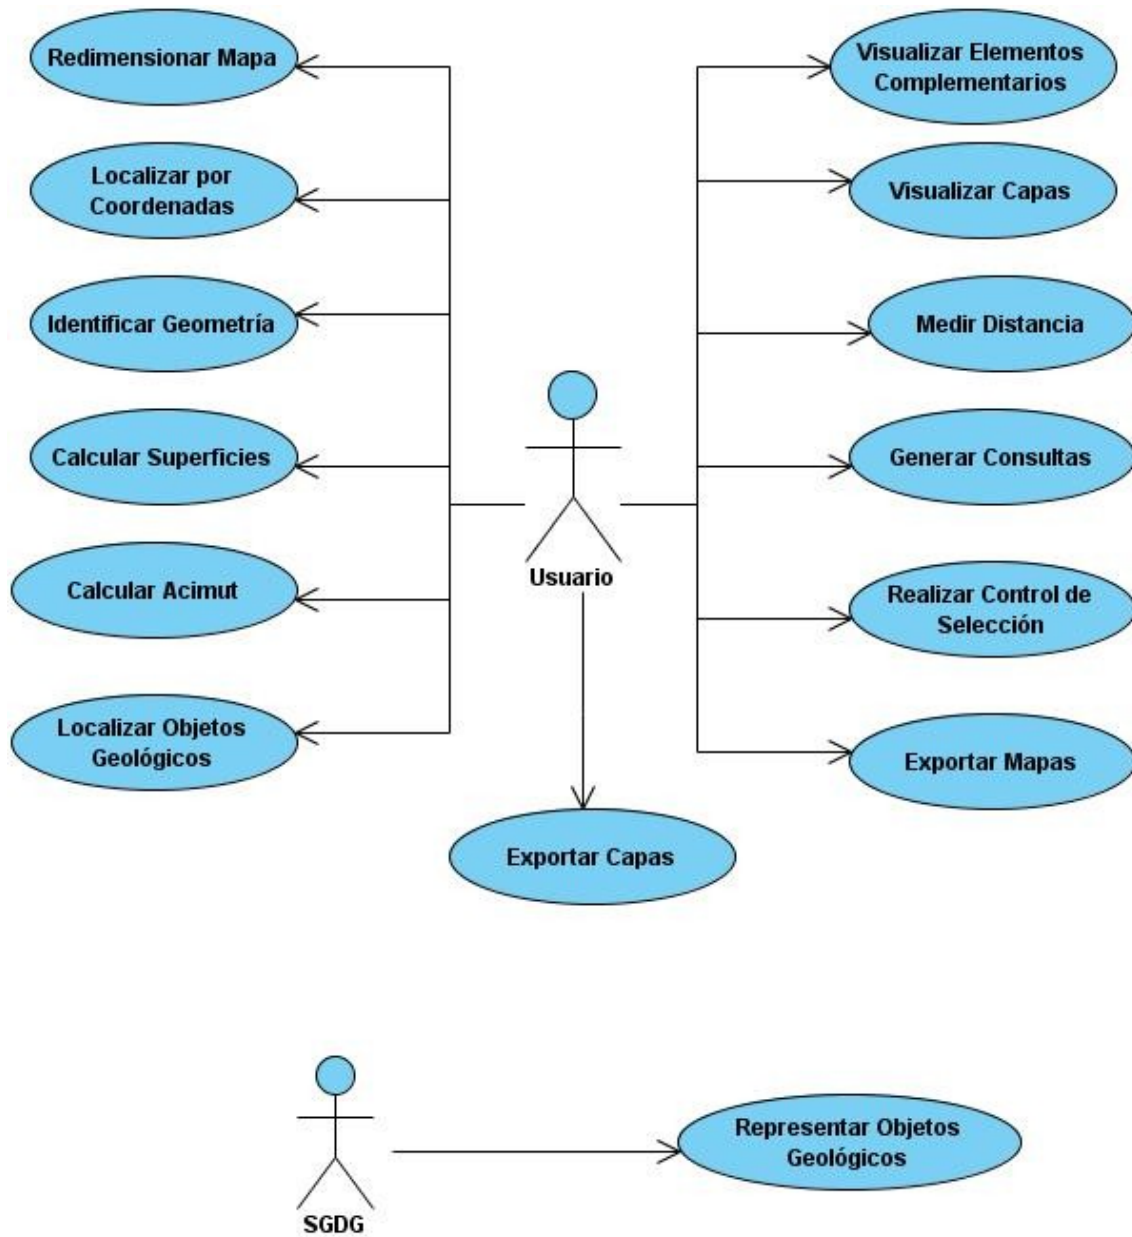 Redimensionar Mapa
Localizar por
Coordenadas
Identificar Geometría
Calcular Superficies
Calcular Acimut
Localizar Objetos
Geológicos
Visualizar Elementos
Complementarios
Visualizar Capas
Medir Distancia
Generar Consultas
Realizar Control de
Selección
Exportar Mapas
Usuario
Exportar Capas
SGDG
Representar Objetos
Geológicos